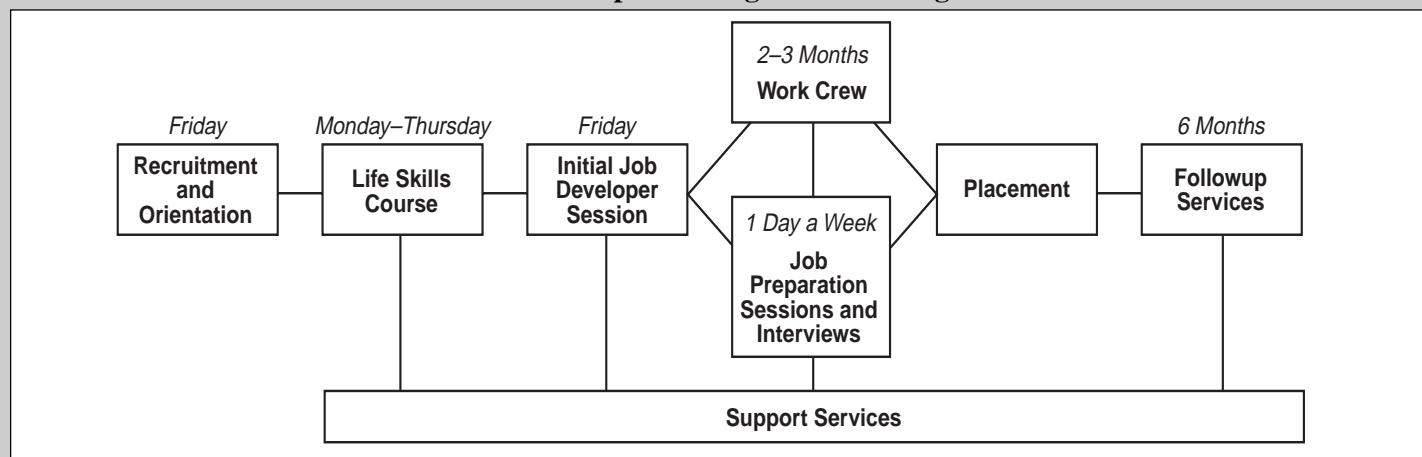 2–3 Months
Work Crew
Friday
Recruitment
and
Orientation
Monday–Thursday
Life Skills
Course
Friday
Initial Job
Developer
Session
1 Day a Week
Job
Preparation
Sessions and
Interviews
Placement
6 Months
Followup
Services
Support Services